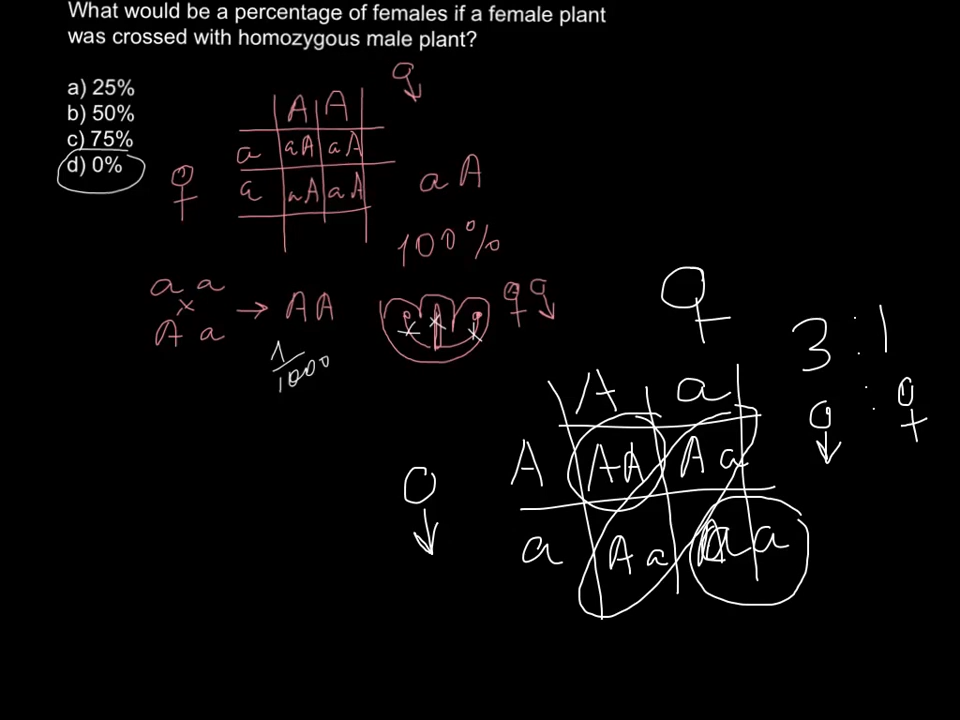 What would be a percentage of females if a female plant
was crossed with homozygous male plant?
a) 25%
b) 50%
c) 75%
d) 0%
A A
a aA aA
a aA aA
aA
100%
a a
× → AA
A a
1/1000
♀
3 : 1
A a
A AA Aa
a Aa aa